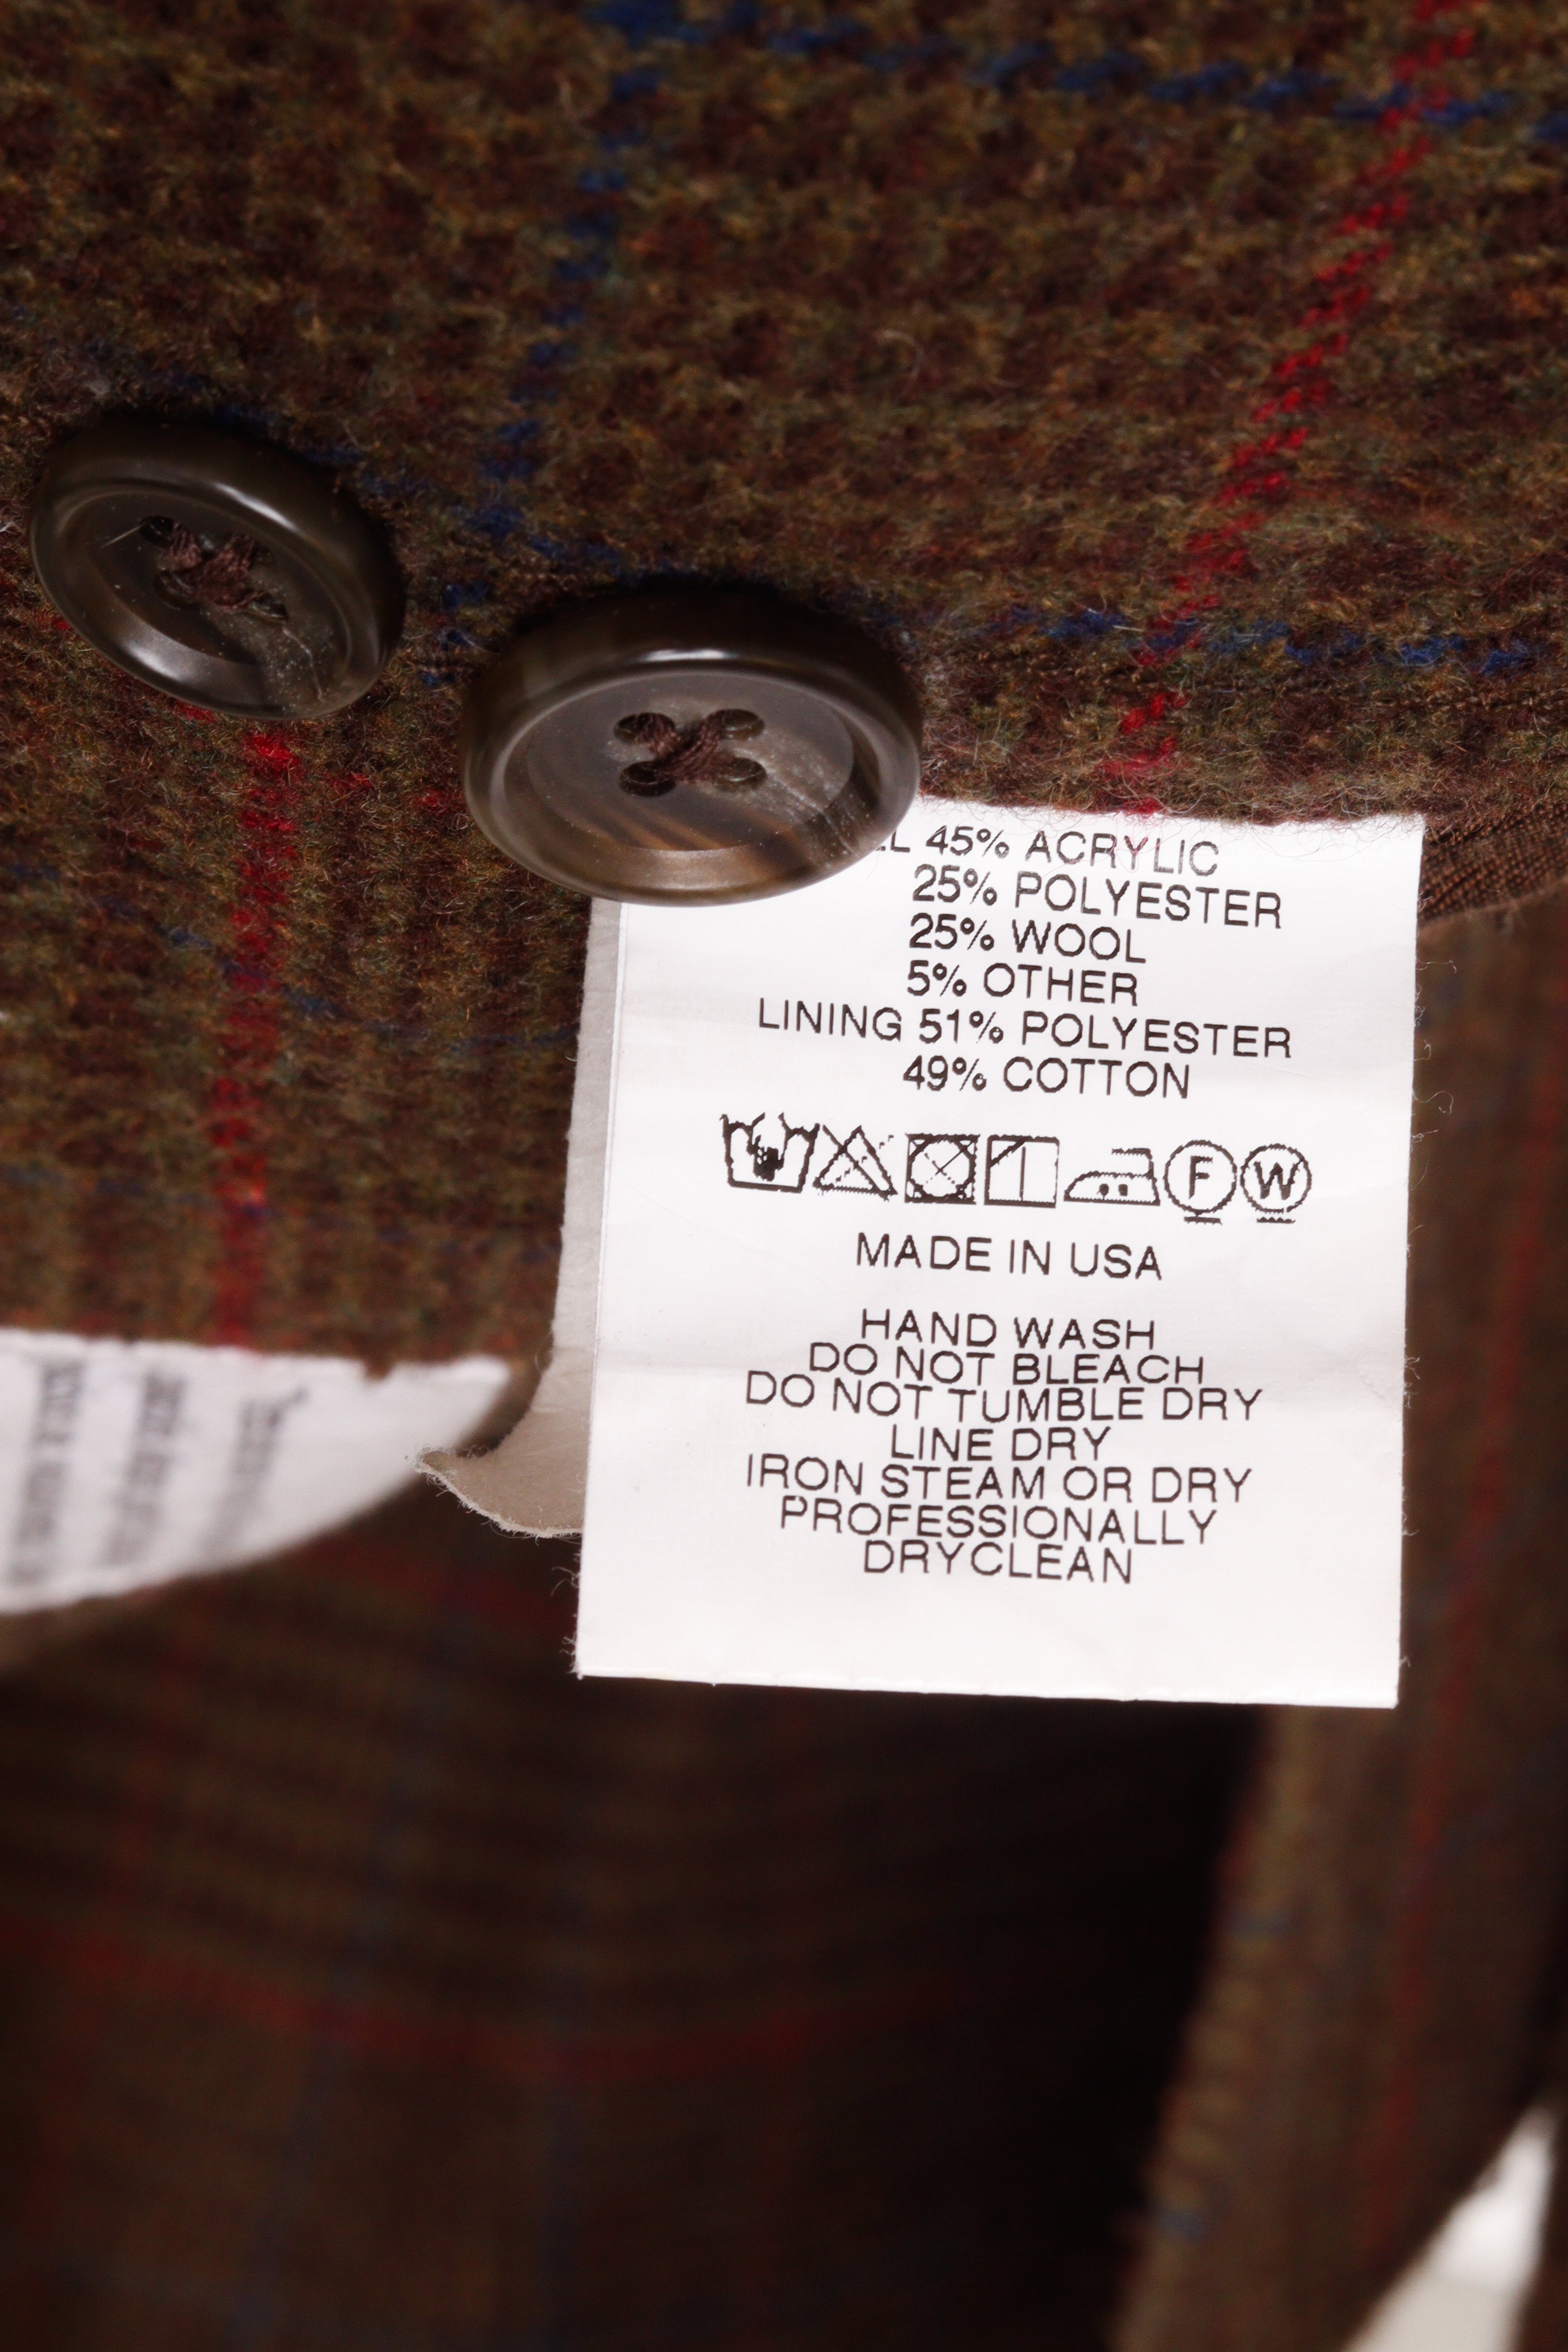 45% ACRYLIC
25% POLYESTER
25% WOOL
5% OTHER
LINING 51% POLYESTER
49% COTTON
F W
MADE IN USA
HAND WASH
DO NOT BLEACH
DO NOT TUMBLE DRY
LINE DRY
IRON STEAM OR DRY
PROFESSIONALLY
DRYCLEAN